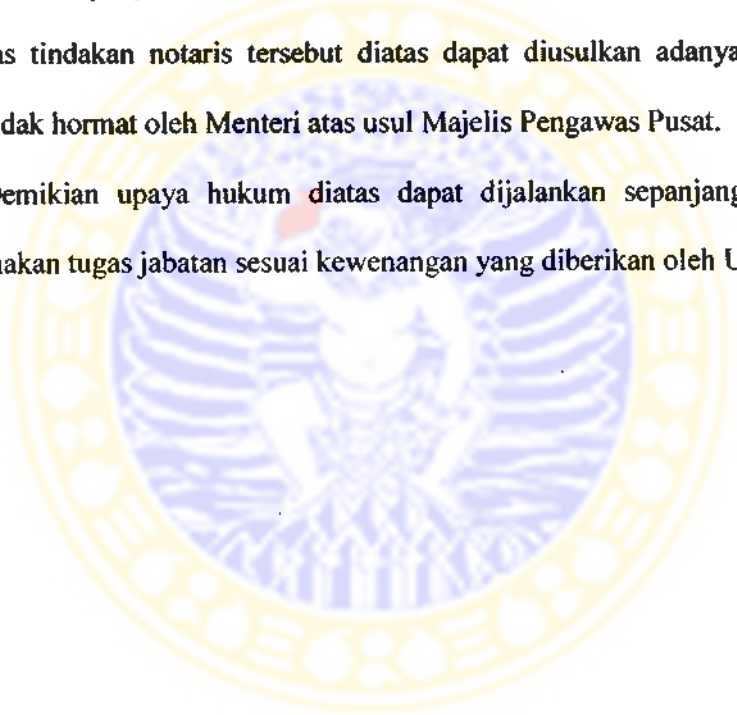 as tindakan notaris tersebut diatas dapat diusulkan adanya
dak hormat oleh Menteri atas usul Majelis Pengawas Pusat.
emikian upaya hukum diatas dapat dijalankan sepanjang
akan tugas jabatan sesuai kewenangan yang diberikan oleh U